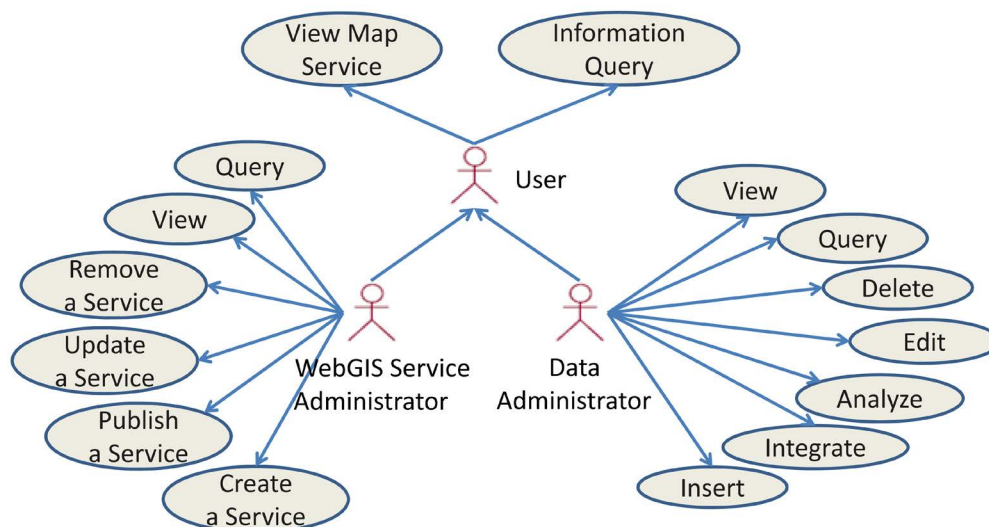 View Map
Service
Information
Query
User
Query
View
Remove
a Service
Update
a Service
Publish
a Service
Create
a Service
WebGIS Service
Administrator
Data
Administrator
View
Query
Delete
Edit
Analyze
Integrate
Insert